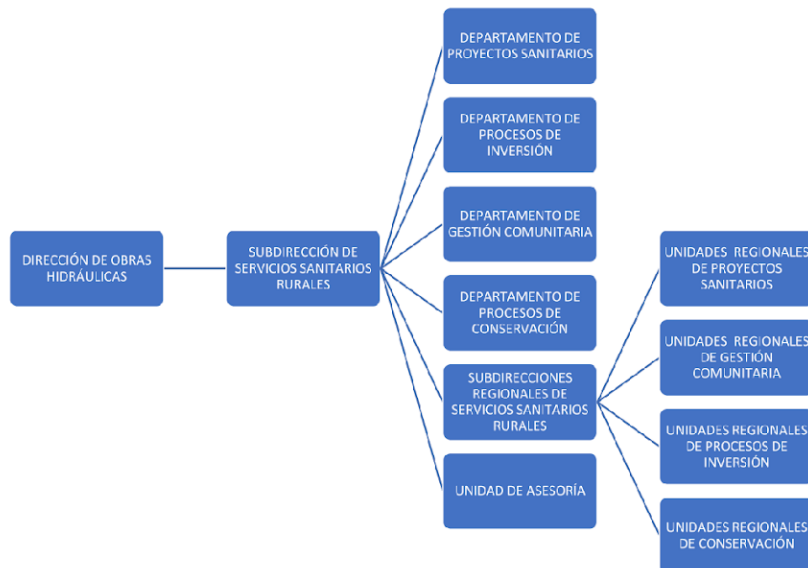 DIRECCIÓN DE OBRAS
HIDRÁULICAS
SUBDIRECCIÓN DE
SERVICIOS SANITARIOS
RURALES
DEPARTAMENTO DE
PROYECTOS SANITARIOS
DEPARTAMENTO DE
PROCESOS DE
INVERSIÓN
DEPARTAMENTO DE
GESTIÓN COMUNITARIA
DEPARTAMENTO DE
PROCESOS DE
CONSERVACIÓN
SUBDIRECCIONES
REGIONALES DE
SERVICIOS SANITARIOS
RURALES
UNIDAD DE ASESORÍA
UNIDADES REGIONALES
DE PROYECTOS
SANITARIOS
UNIDADES REGIONALES
DE GESTIÓN
COMUNITARIA
UNIDADES REGIONALES
DE PROCESOS DE
INVERSIÓN
UNIDADES REGIONALES
DE CONSERVACIÓN